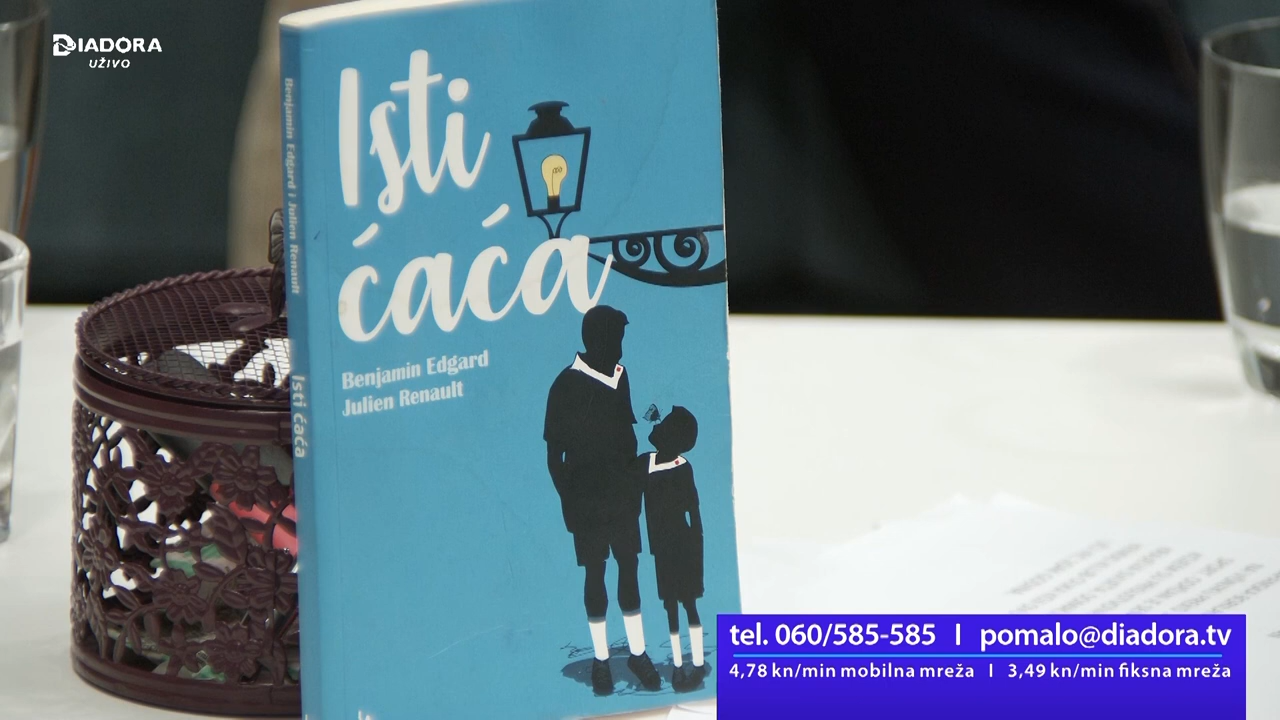 DIADORA
UŽIVO
Isti
ćaća
Benjamin Edgard
Julien Renault
Benjamin Edgard i Julien Renault
Isti ćaća
tel. 060/585-585 | pomalo@diadora.tv
4,78 kn/min mobilna mreža | 3,49 kn/min fiksna mreža